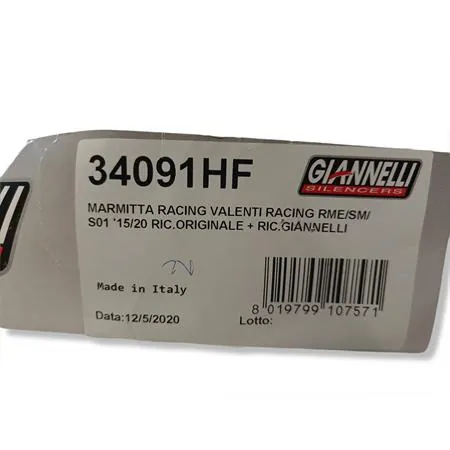 34091HF
GIANNELLI
SILENCERS
MARMITTA RACING VALENTI RACING RME/SM/
S01 '15/20 RIC.ORIGINALE + RIC.GIANNELLI
Made in Italy
8 019799 107571
Data:12/5/2020
Lotto: